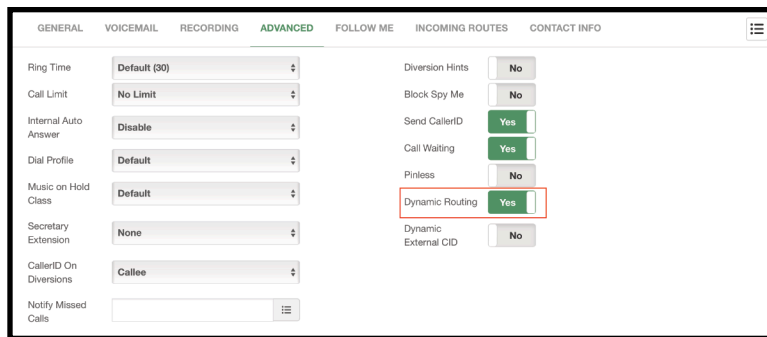 GENERAL VOICEMAIL RECORDING ADVANCED FOLLOW ME INCOMING ROUTES CONTACT INFO
Ring Time Default (30)
Call Limit No Limit
Internal Auto
Answer
Disable
Dial Profile Default
Music on Hold
Class
Default
Secretary
Extension
None
CallerID On
Diversions
Callee
Notify Missed
Calls
Diversion Hints No
Block Spy Me No
Send CallerID Yes
Call Waiting Yes
Pinless No
Dynamic Routing Yes
Dynamic
External CID
No